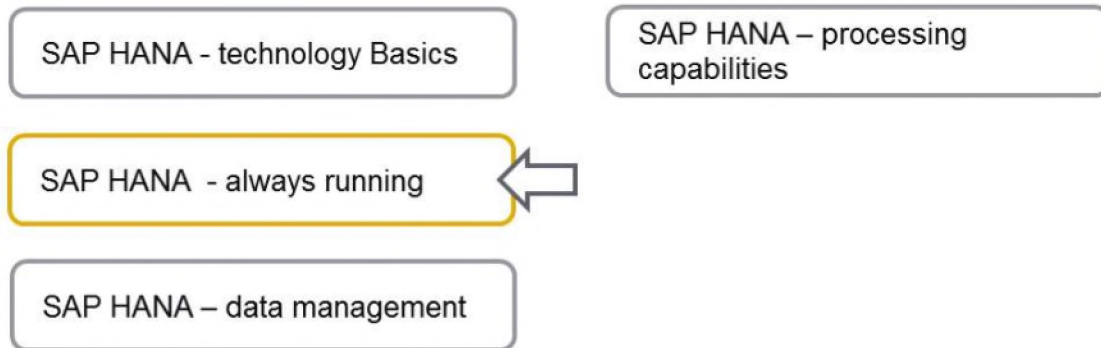 SAP HANA - technology Basics
SAP HANA - always running
SAP HANA – data management
SAP HANA – processing
capabilities